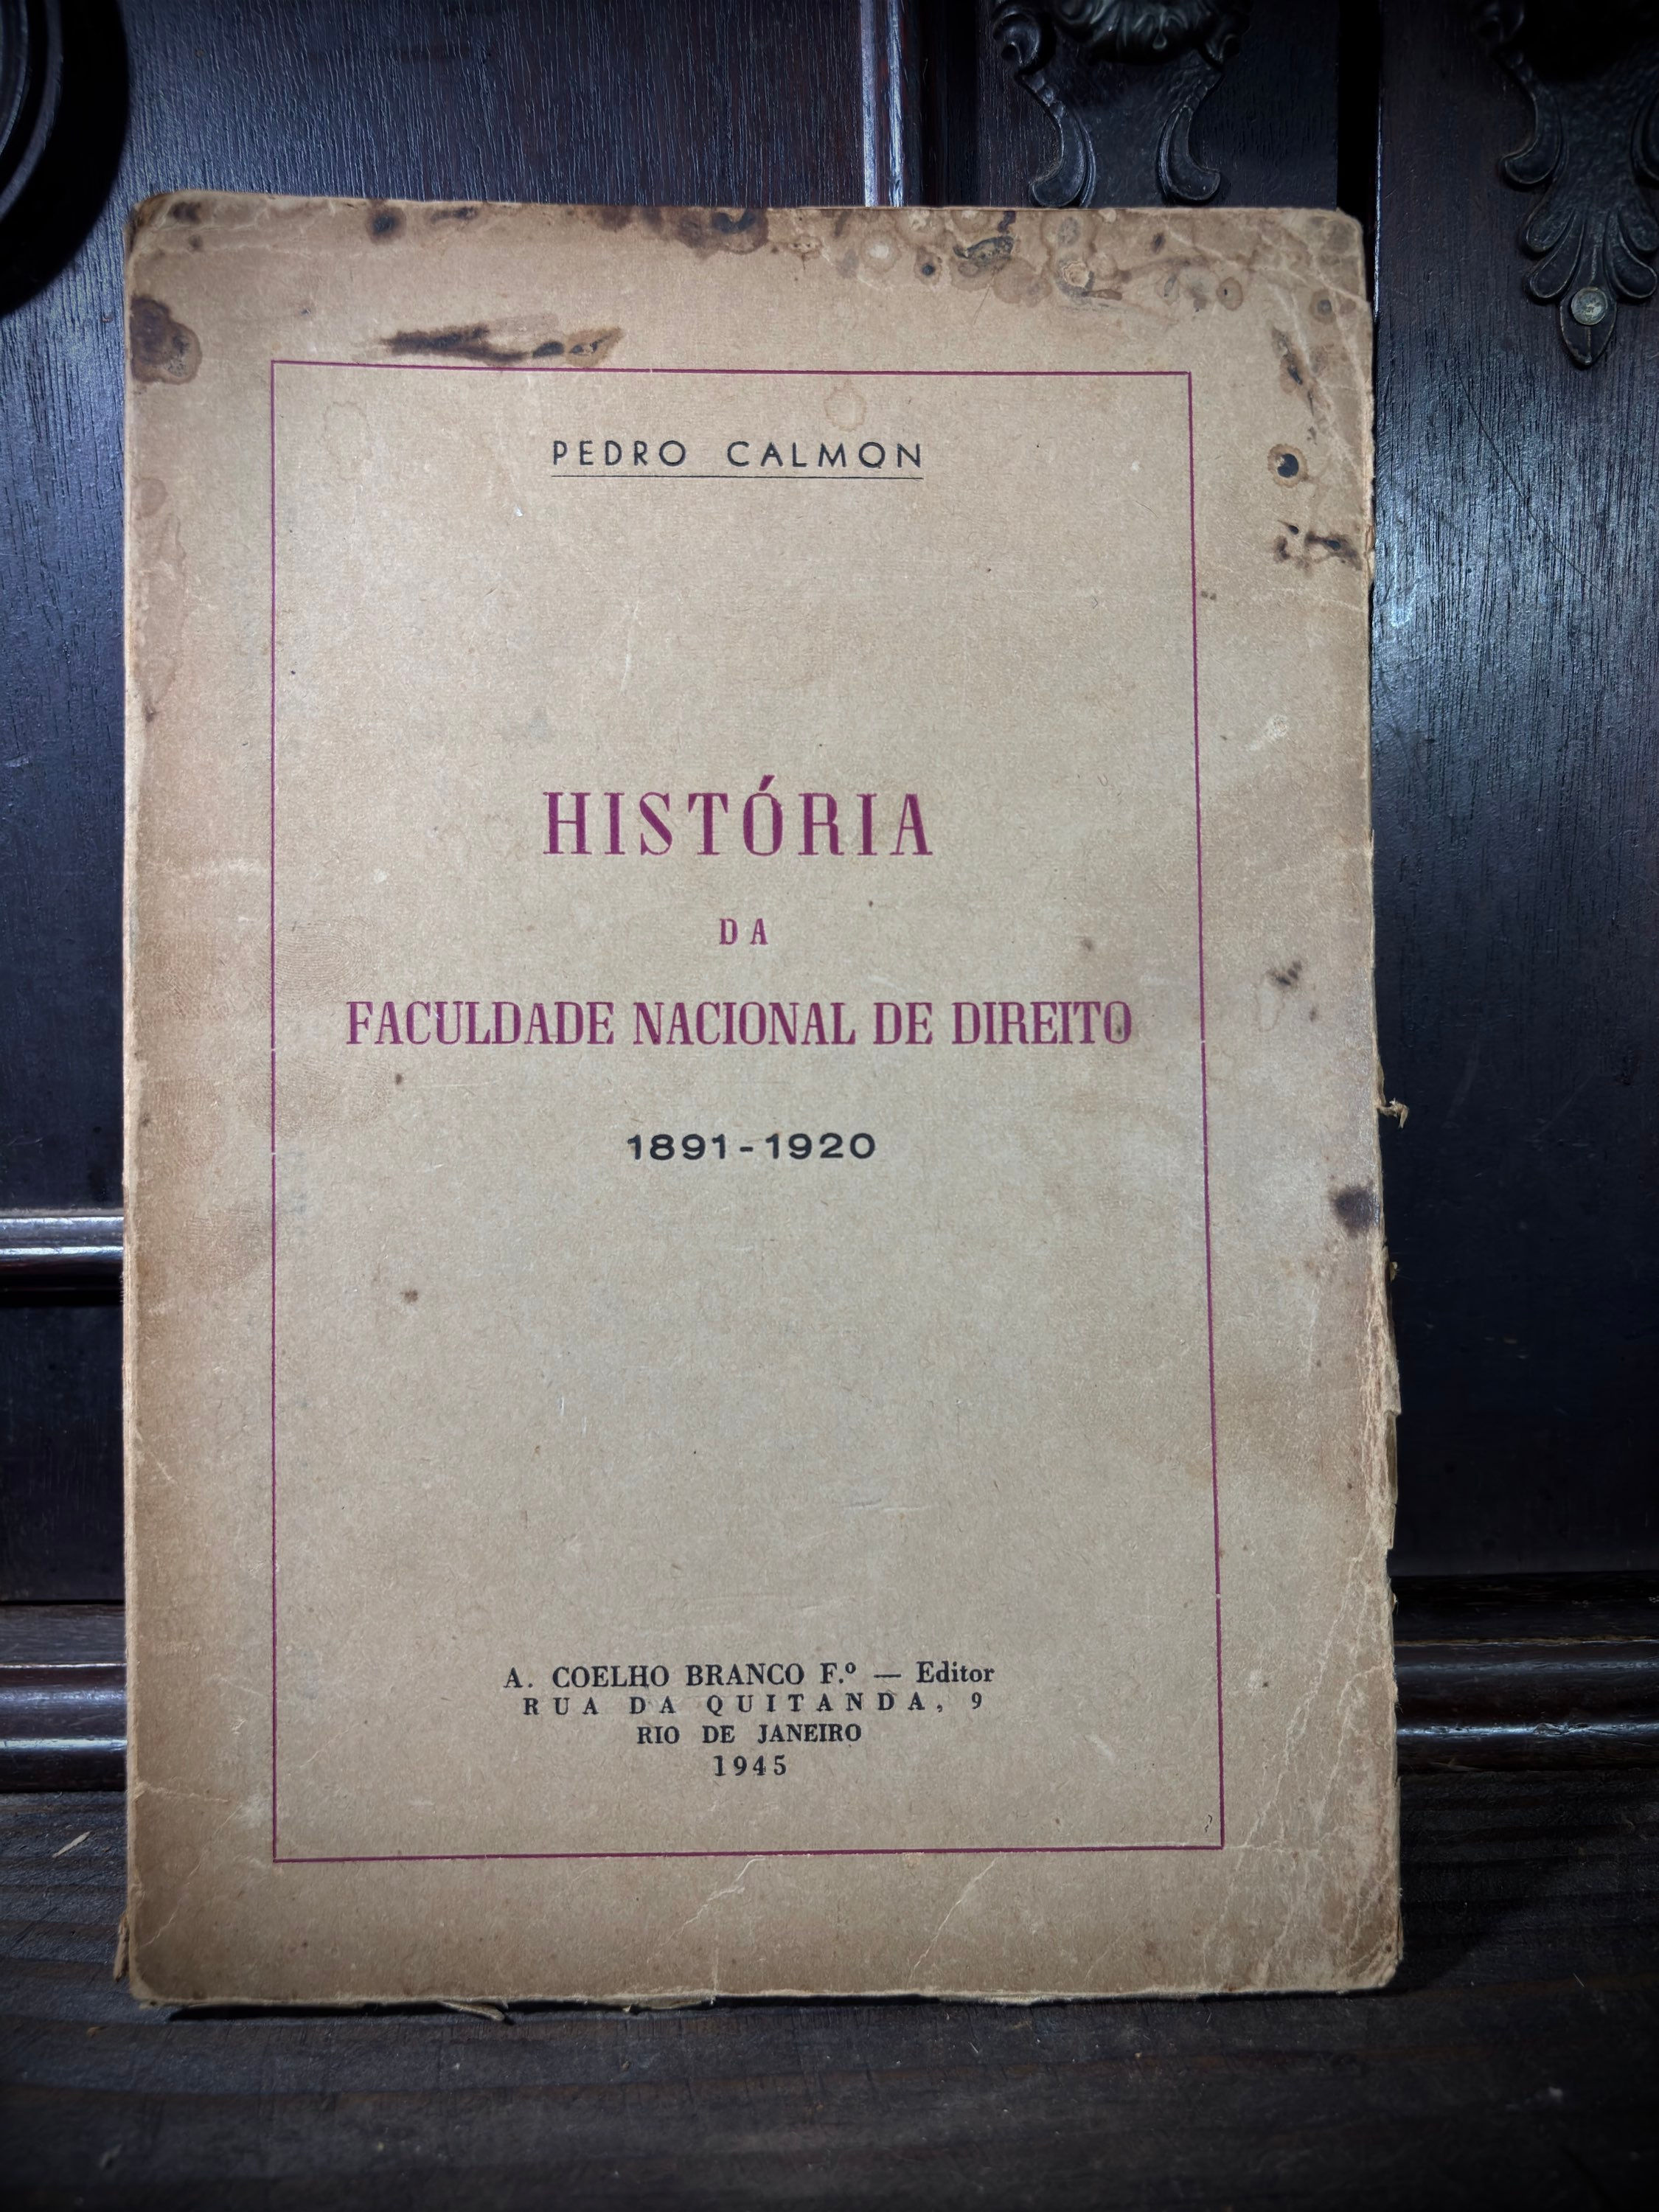 PEDRO CALMON
HISTÓRIA
DA
FACULDADE NACIONAL DE DIREITO
1891-1920
A. COELHO BRANCO F.º — Editor
RUA DA QUITANDA, 9
RIO DE JANEIRO
1945